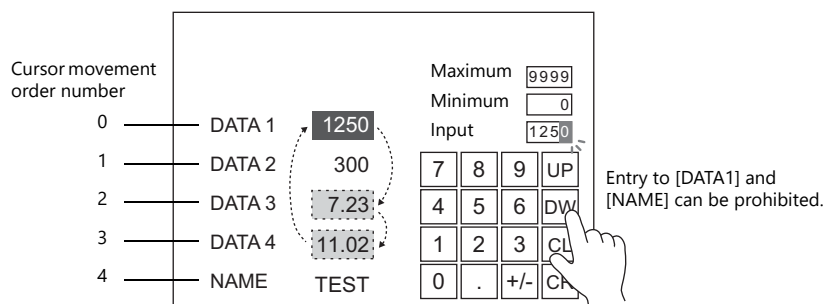 Cursor movement
order number
0 DATA 1 1250
1 DATA 2 300
2 DATA 3 7.23
3 DATA 4 11.02
4 NAME TEST
Maximum 9999
Minimum 0
Input 1250
7 8 9 UP
4 5 6 DW
1 2 3 CL
0 . +/- CR
Entry to [DATA1] and
[NAME] can be prohibited.